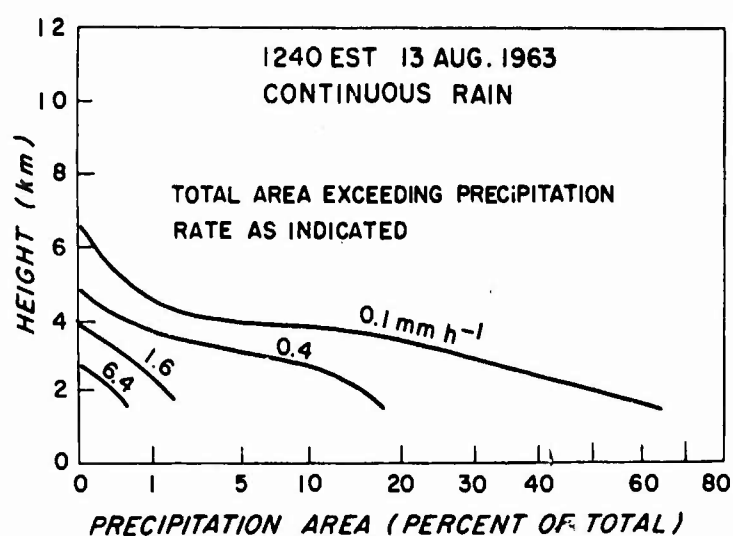 12
10
8
6
4
2
0
HEIGHT (km)
1240 EST 13 AUG. 1963
CONTINUOUS RAIN
TOTAL AREA EXCEEDING PRECIPITATION
RATE AS INDICATED
0.1 mm h-1
0.4
1.6
6.4
0 1 5 10 20 30 40 60 80
PRECIPITATION AREA (PERCENT OF TOTAL)